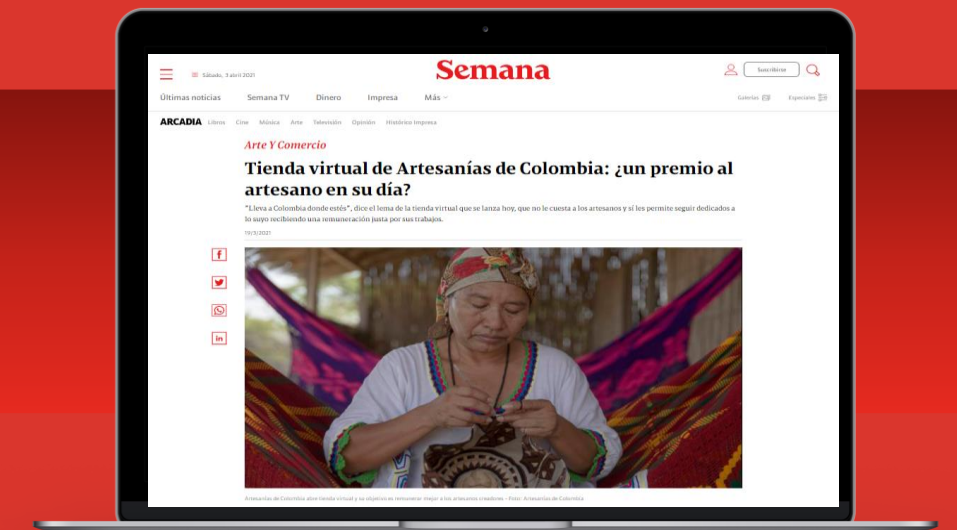 Semana
Sábado, 3 abril 2021
Suscribirse
Últimas noticias Semana TV Dinero Impresa Más
Galerías Especiales
ARCADIA Libros Cine Música Arte Televisión Opinión Histórico Impresa
Arte Y Comercio
Tienda virtual de Artesanías de Colombia: ¿un premio al
artesano en su día?
"Lleva a Colombia donde estés", dice el lema de la tienda virtual que se lanza hoy, que no le cuesta a los artesanos y sí les permite seguir dedicados a
lo suyo recibiendo una remuneración justa por sus trabajos.
19/3/2021
f
in
Artesanías de Colombia abre tienda virtual y su objetivo es remunerar mejor a los artesanos creadores - Foto: Artesanías de Colombia